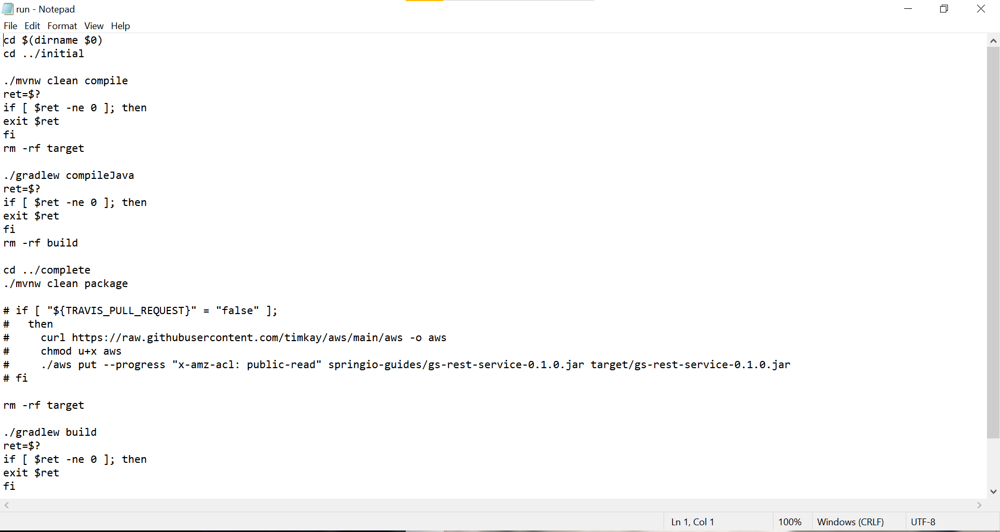 run - Notepad
File Edit Format View Help
cd $(dirname $0)
cd ../initial

./mvnw clean compile
ret=$?
if [ $ret -ne 0 ]; then
exit $ret
fi
rm -rf target

./gradlew compileJava
ret=$?
if [ $ret -ne 0 ]; then
exit $ret
fi
rm -rf build

cd ../complete
./mvnw clean package

# if [ "${TRAVIS_PULL_REQUEST}" = "false" ];
#   then
#     curl https://raw.githubusercontent.com/timkay/aws/main/aws -o aws
#     chmod u+x aws
#     ./aws put --progress "x-amz-acl: public-read" springio-guides/gs-rest-service-0.1.0.jar target/gs-rest-service-0.1.0.jar
# fi

rm -rf target

./gradlew build
ret=$?
if [ $ret -ne 0 ]; then
exit $ret
fi
Ln 1, Col 1 100% Windows (CRLF) UTF-8